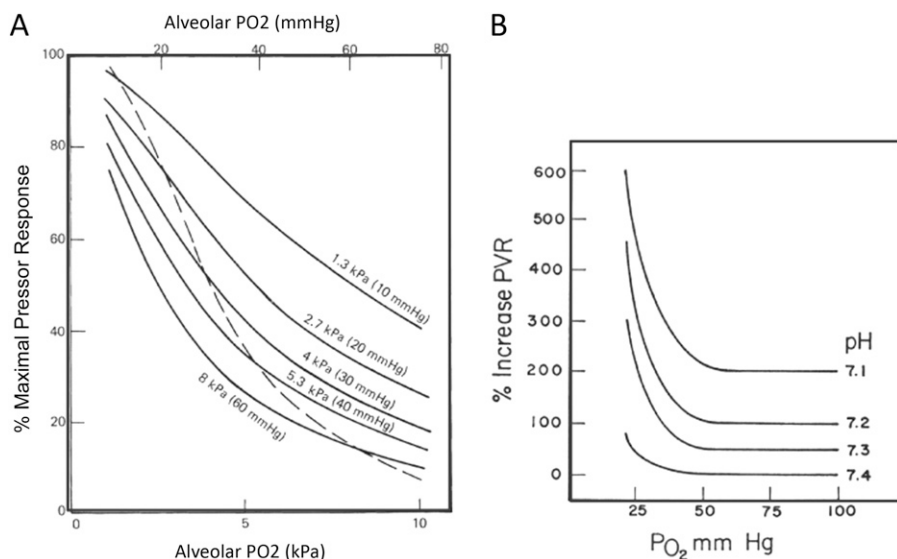 A
Alveolar PO2 (mmHg)
20 40 60 80
% Maximal Pressor Response
100
80
60
40
20
0
1.3 kPa (10 mmHg)
2.7 kPa (20 mmHg)
4 kPa (30 mmHg)
5.3 kPa (40 mmHg)
8 kPa (60 mmHg)
0 5 10
Alveolar PO2 (kPa)
B
% Increase PVR
600
500
400
300
200
100
0
pH
7.1
7.2
7.3
7.4
25 50 75 100
PO2 mm Hg